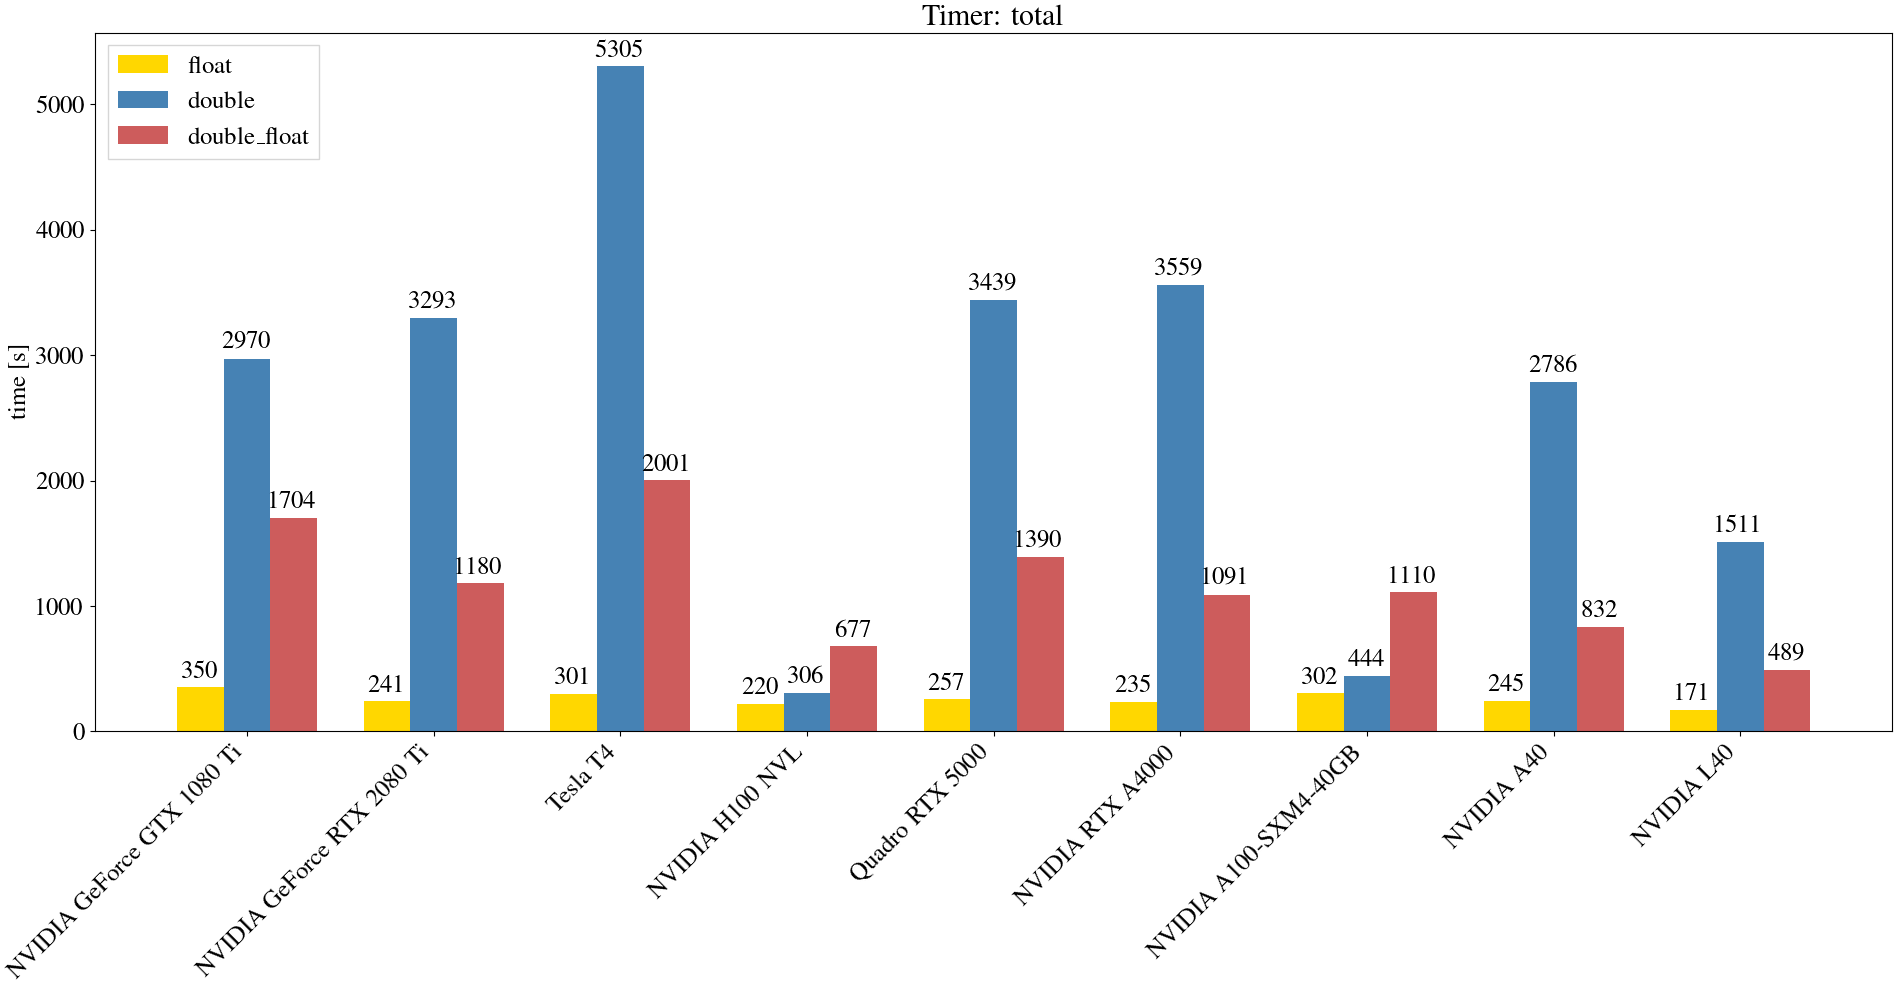 Timer: total
float
double
double_float
time [s]
5000
4000
3000
2000
1000
0
350
2970
1704
241
3293
1180
301
5305
2001
220
306
677
257
3439
1390
235
3559
1091
302
444
1110
245
2786
832
171
1511
489
NVIDIA GeForce GTX 1080 Ti
NVIDIA GeForce RTX 2080 Ti
Tesla T4
NVIDIA H100 NVL
Quadro RTX 5000
NVIDIA RTX A4000
NVIDIA A100-SXM4-40GB
NVIDIA A40
NVIDIA L40